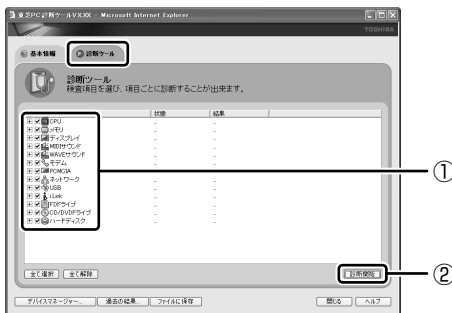 東芝PC診断ツールVX.XX - Microsoft Internet Explorer
TOSHIBA
基本情報
診断ツール
診断ツール
検査項目を選び、項目ごとに診断することが出来ます。
状態
結果
CPU
メモリ
ディスプレイ
MIDIサウンド
WAVEサウンド
モデム
PCMCIA
ネットワーク
USB
i.Link
FDドライブ
CD/DVDドライブ
ハードディスク
①
全て選択
全て解除
診断開始
②
デバイスマネージャー...
過去の結果...
ファイルに保存
閉じる
ヘルプ